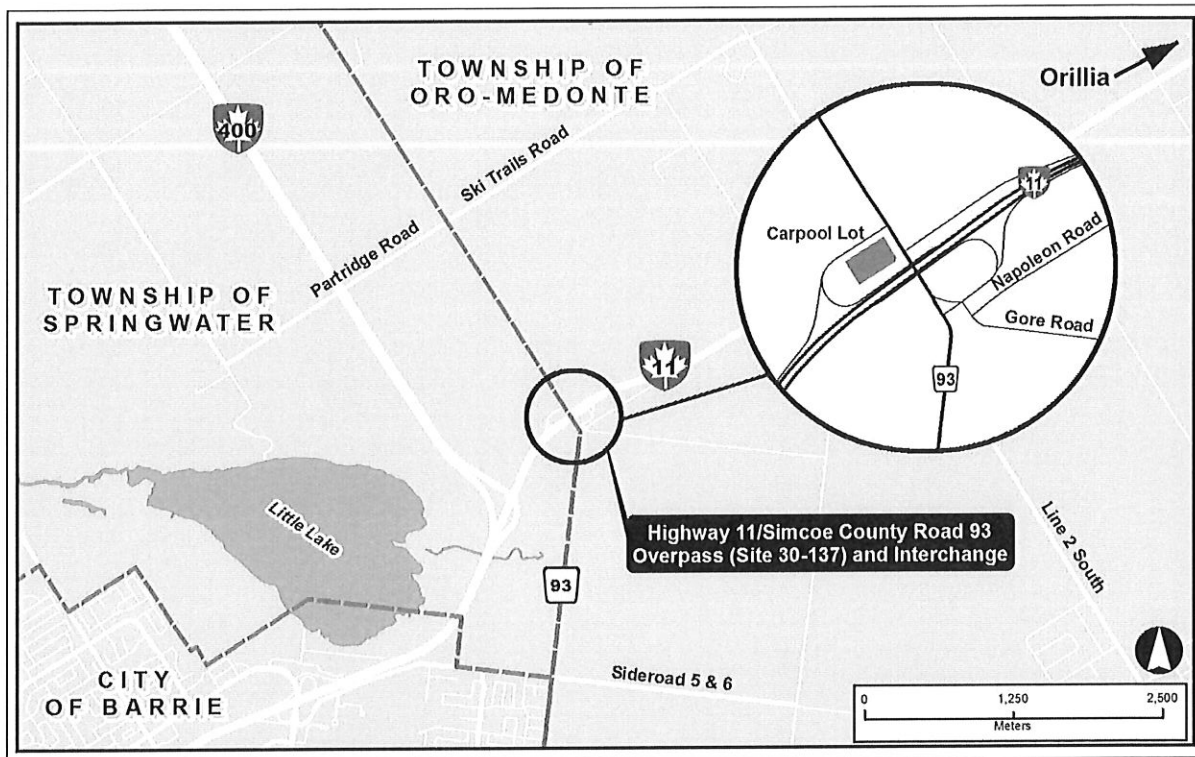 TOWNSHIP OF
ORO-MEDONTE
Orillia
400
Ski Trails Road
11
Carpool Lot
Napoleon Road
Partridge Road
Gore Road
TOWNSHIP OF
SPRINGWATER
11
93
Little Lake
Highway 11/Simcoe County Road 93
Overpass (Site 30-137) and Interchange
Line 2 South
93
CITY
OF BARRIE
Sideroad 5 & 6
0 1,250 2,500
Meters